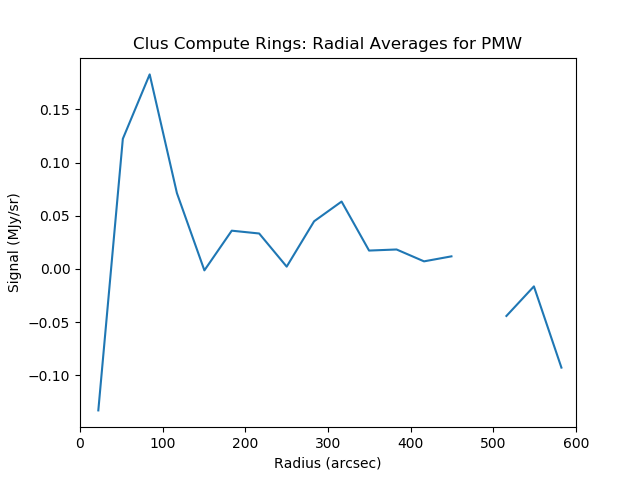 Clus Compute Rings: Radial Averages for PMW
Signal (MJy/sr)
0.15
0.10
0.05
0.00
−0.05
−0.10
0 100 200 300 400 500 600
Radius (arcsec)